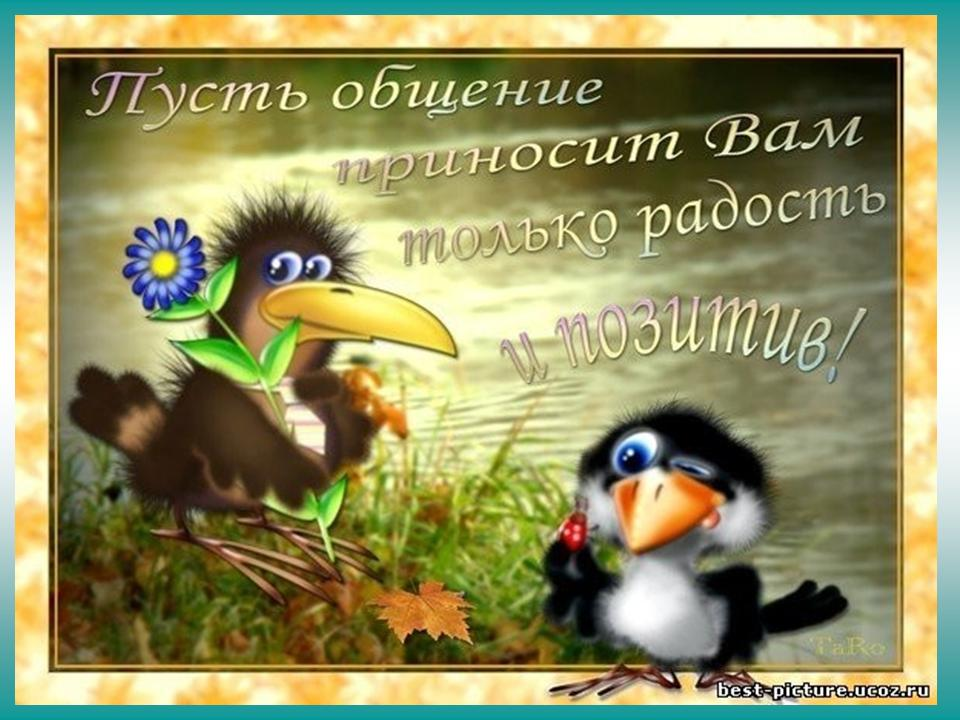 Пусть общение
приносит Вам
только радость
и позитив!
TaRo
best-picture.ucoz.ru